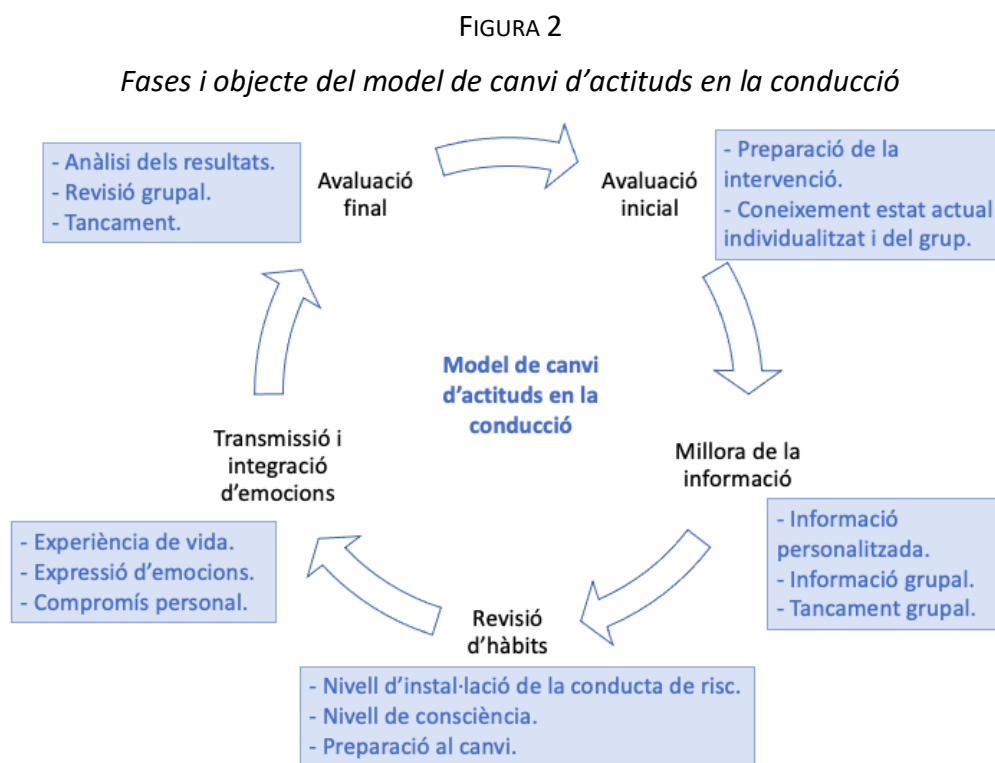 FIGURA 2
Fases i objecte del model de canvi d'actituds en la conducció
Avaluació
inicial
- Preparació de la
intervenció.
- Coneixement estat actual
individualitzat i del grup.
Millora de la
informació
- Informació
personalitzada.
- Informació grupal.
- Tancament grupal.
Revisió
d'hàbits
- Nivell d'instal·lació de la conducta de risc.
- Nivell de consciència.
- Preparació al canvi.
Transmissió i
integració
d'emocions
- Experiència de vida.
- Expressió d'emocions.
- Compromís personal.
Avaluació
final
- Anàlisi dels resultats.
- Revisió grupal.
- Tancament.
Model de canvi
d'actituds en la
conducció